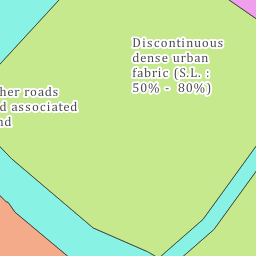 Discontinuous
dense urban
fabric (S.L. :
50% - 80%)
her roads
d associated
nd